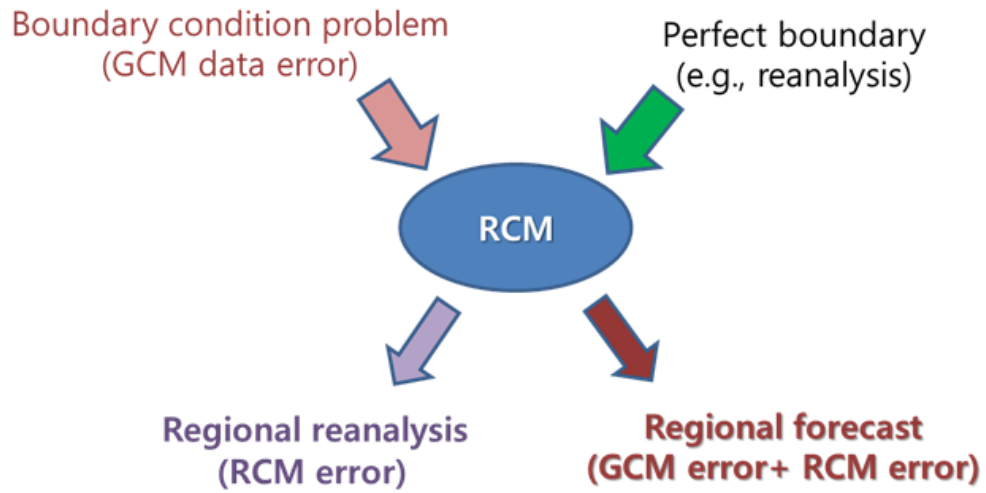 Boundary condition problem
(GCM data error)
Perfect boundary
(e.g., reanalysis)
RCM
Regional reanalysis
(RCM error)
Regional forecast
(GCM error+ RCM error)